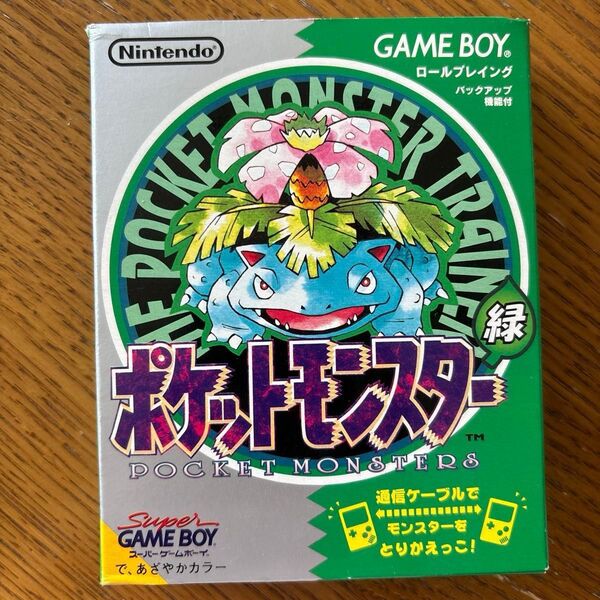 Nintendo®
GAME BOY®
ロールプレイング
バックアップ
機能付
THE POCKET MONSTER TRAINER
緑
ポケットモンスター
TM
POCKET MONSTERS
Super
GAME BOY
スーパーゲームボーイ
で、あざやかカラー
通信ケーブルで
モンスターを
とりかえっこ!